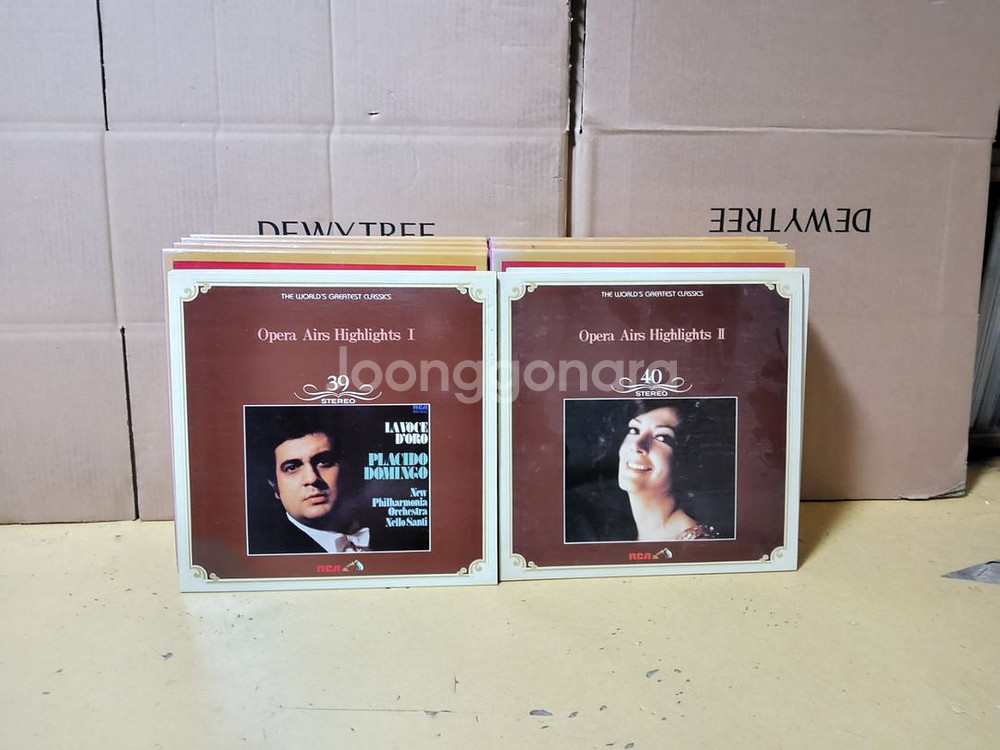 DEWYTREE
DEWYTREE
THE WORLD'S GREATEST CLASSICS
Opera Airs Highlights I
39
STEREO
RCA
LA VOCE
D'ORO
PLACIDO
DOMINGO
New
Philharmonia
Orchestra
Nello Santi
RCA
THE WORLD'S GREATEST CLASSICS
Opera Airs Highlights II
40
STEREO
RCA
joonggonara